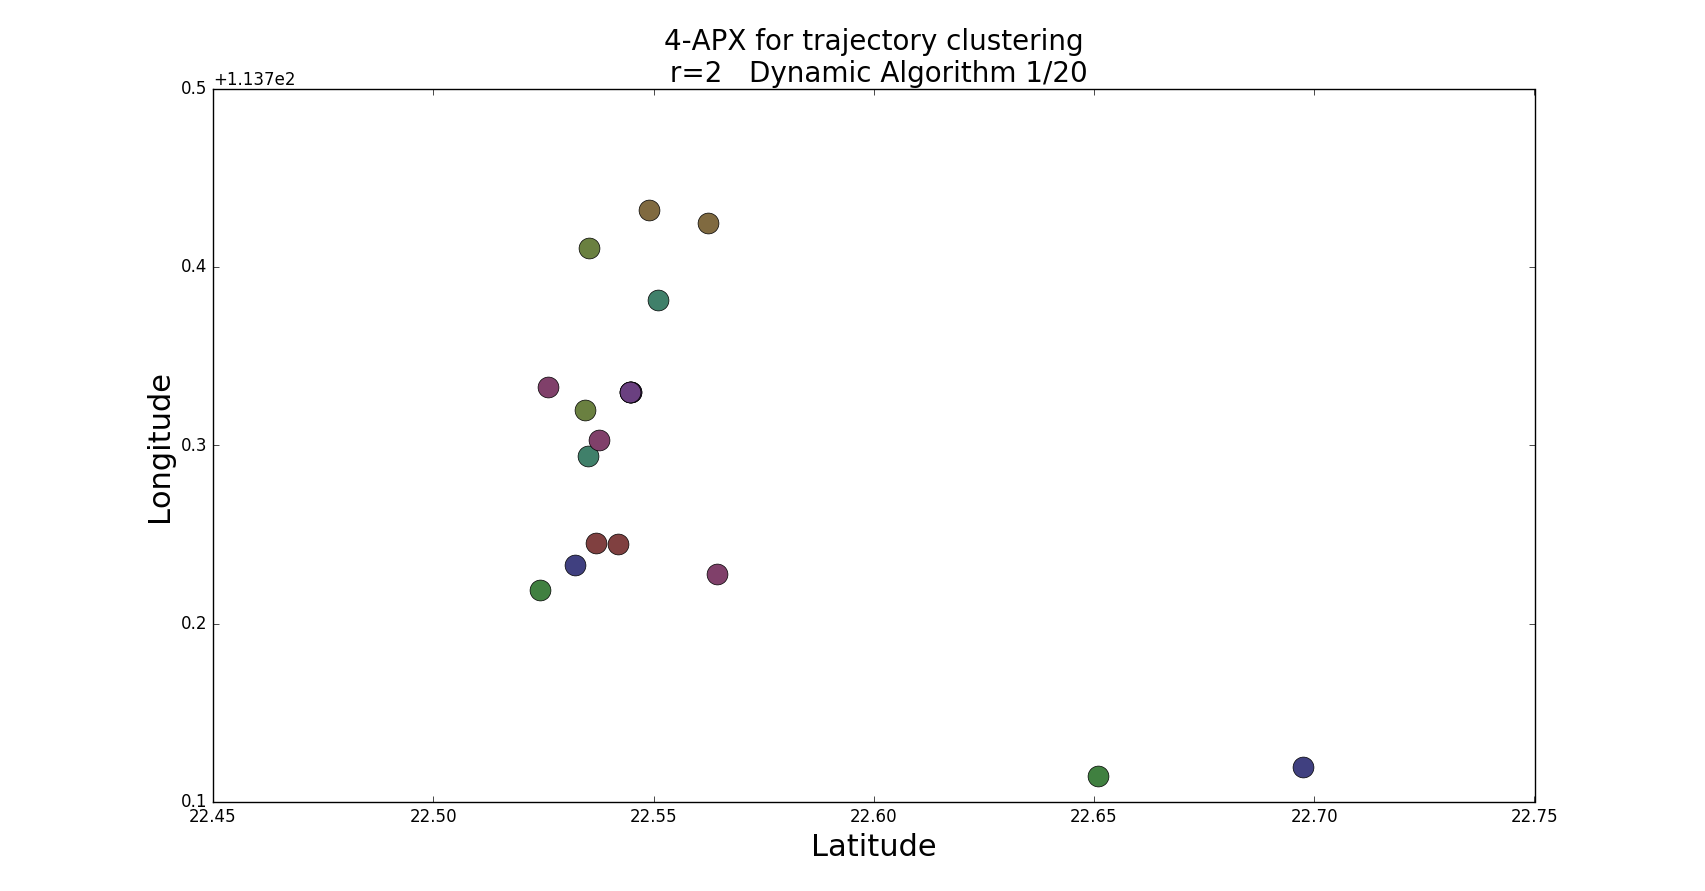 4-APX for trajectory clustering
r=2   Dynamic Algorithm 1/20
+1.137e2
0.5
0.4
0.3
0.2
0.1
Longitude
22.45 22.50 22.55 22.60 22.65 22.70 22.75
Latitude